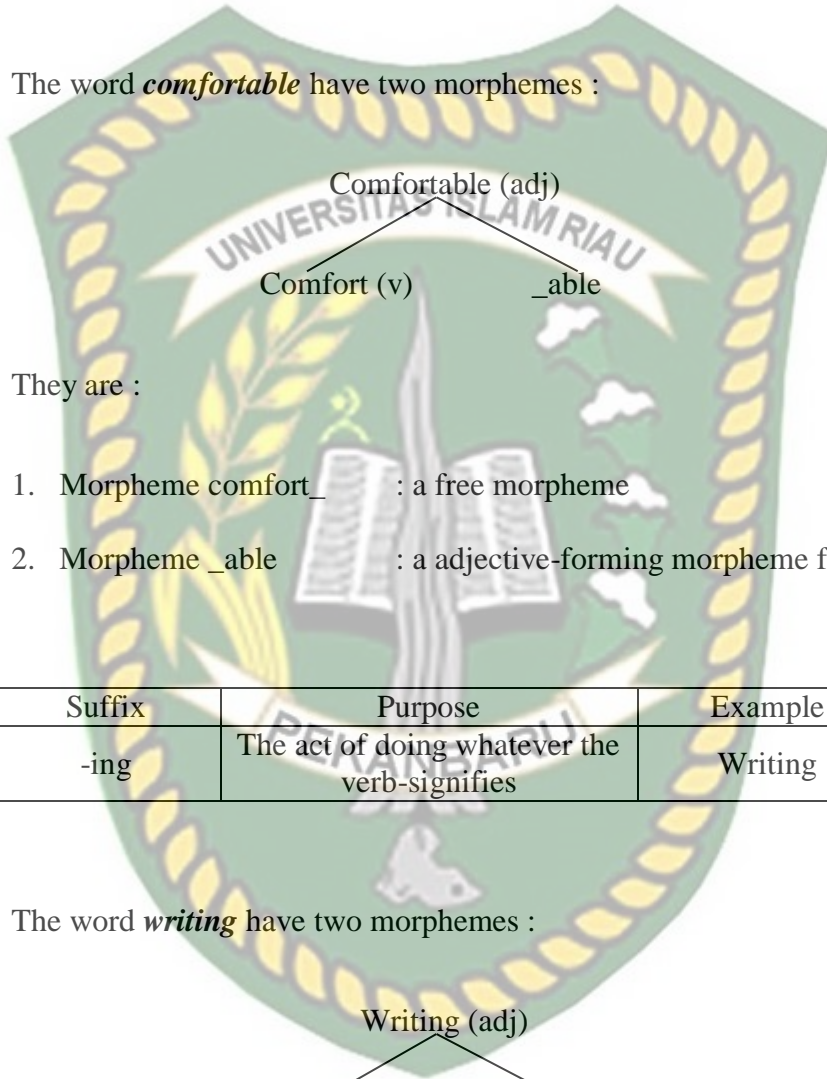 The word comfortable have two morphemes :
Comfortable (adj)
UNIVERSITAS ISLAM RIAU
Comfort (v) _able
They are :
1. Morpheme comfort_ : a free morpheme
2. Morpheme _able : a adjective-forming morpheme f
Suffix Purpose Example
-ing The act of doing whatever the verb-signifies Writing
PEKANBARU
The word writing have two morphemes :
Writing (adj)